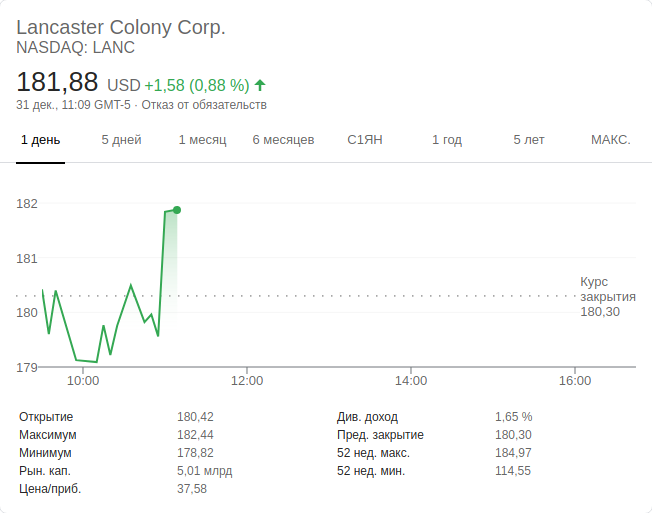 Lancaster Colony Corp.
NASDAQ: LANC
181,88 USD +1,58 (0,88 %)
31 дек., 11:09 GMT-5 · Отказ от обязательств
1 день 5 дней 1 месяц 6 месяцев С1ЯН 1 год 5 лет МАКС.
182
181
180
179
Курс
закрытия
180,30
10:00 12:00 14:00 16:00
Открытие 180,42 Див. доход 1,65 %
Максимум 182,44 Пред. закрытие 180,30
Минимум 178,82 52 нед. макс. 184,97
Рын. кап. 5,01 млрд 52 нед. мин. 114,55
Цена/приб. 37,58